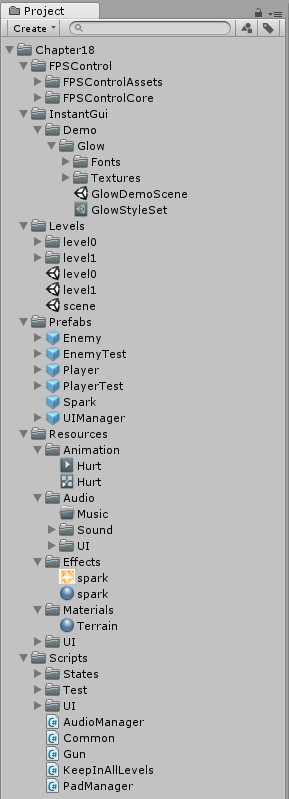 Project
Create
Chapter18
FPSControl
FPSControlAssets
FPSControlCore
InstantGui
Demo
Glow
Fonts
Textures
GlowDemoScene
GlowStyleSet
Levels
level0
level1
level0
level1
scene
Prefabs
Enemy
EnemyTest
Player
PlayerTest
Spark
UIManager
Resources
Animation
Hurt
Hurt
Audio
Music
Sound
UI
Effects
spark
spark
Materials
Terrain
UI
Scripts
States
Test
UI
AudioManager
Common
Gun
KeepInAllLevels
PadManager